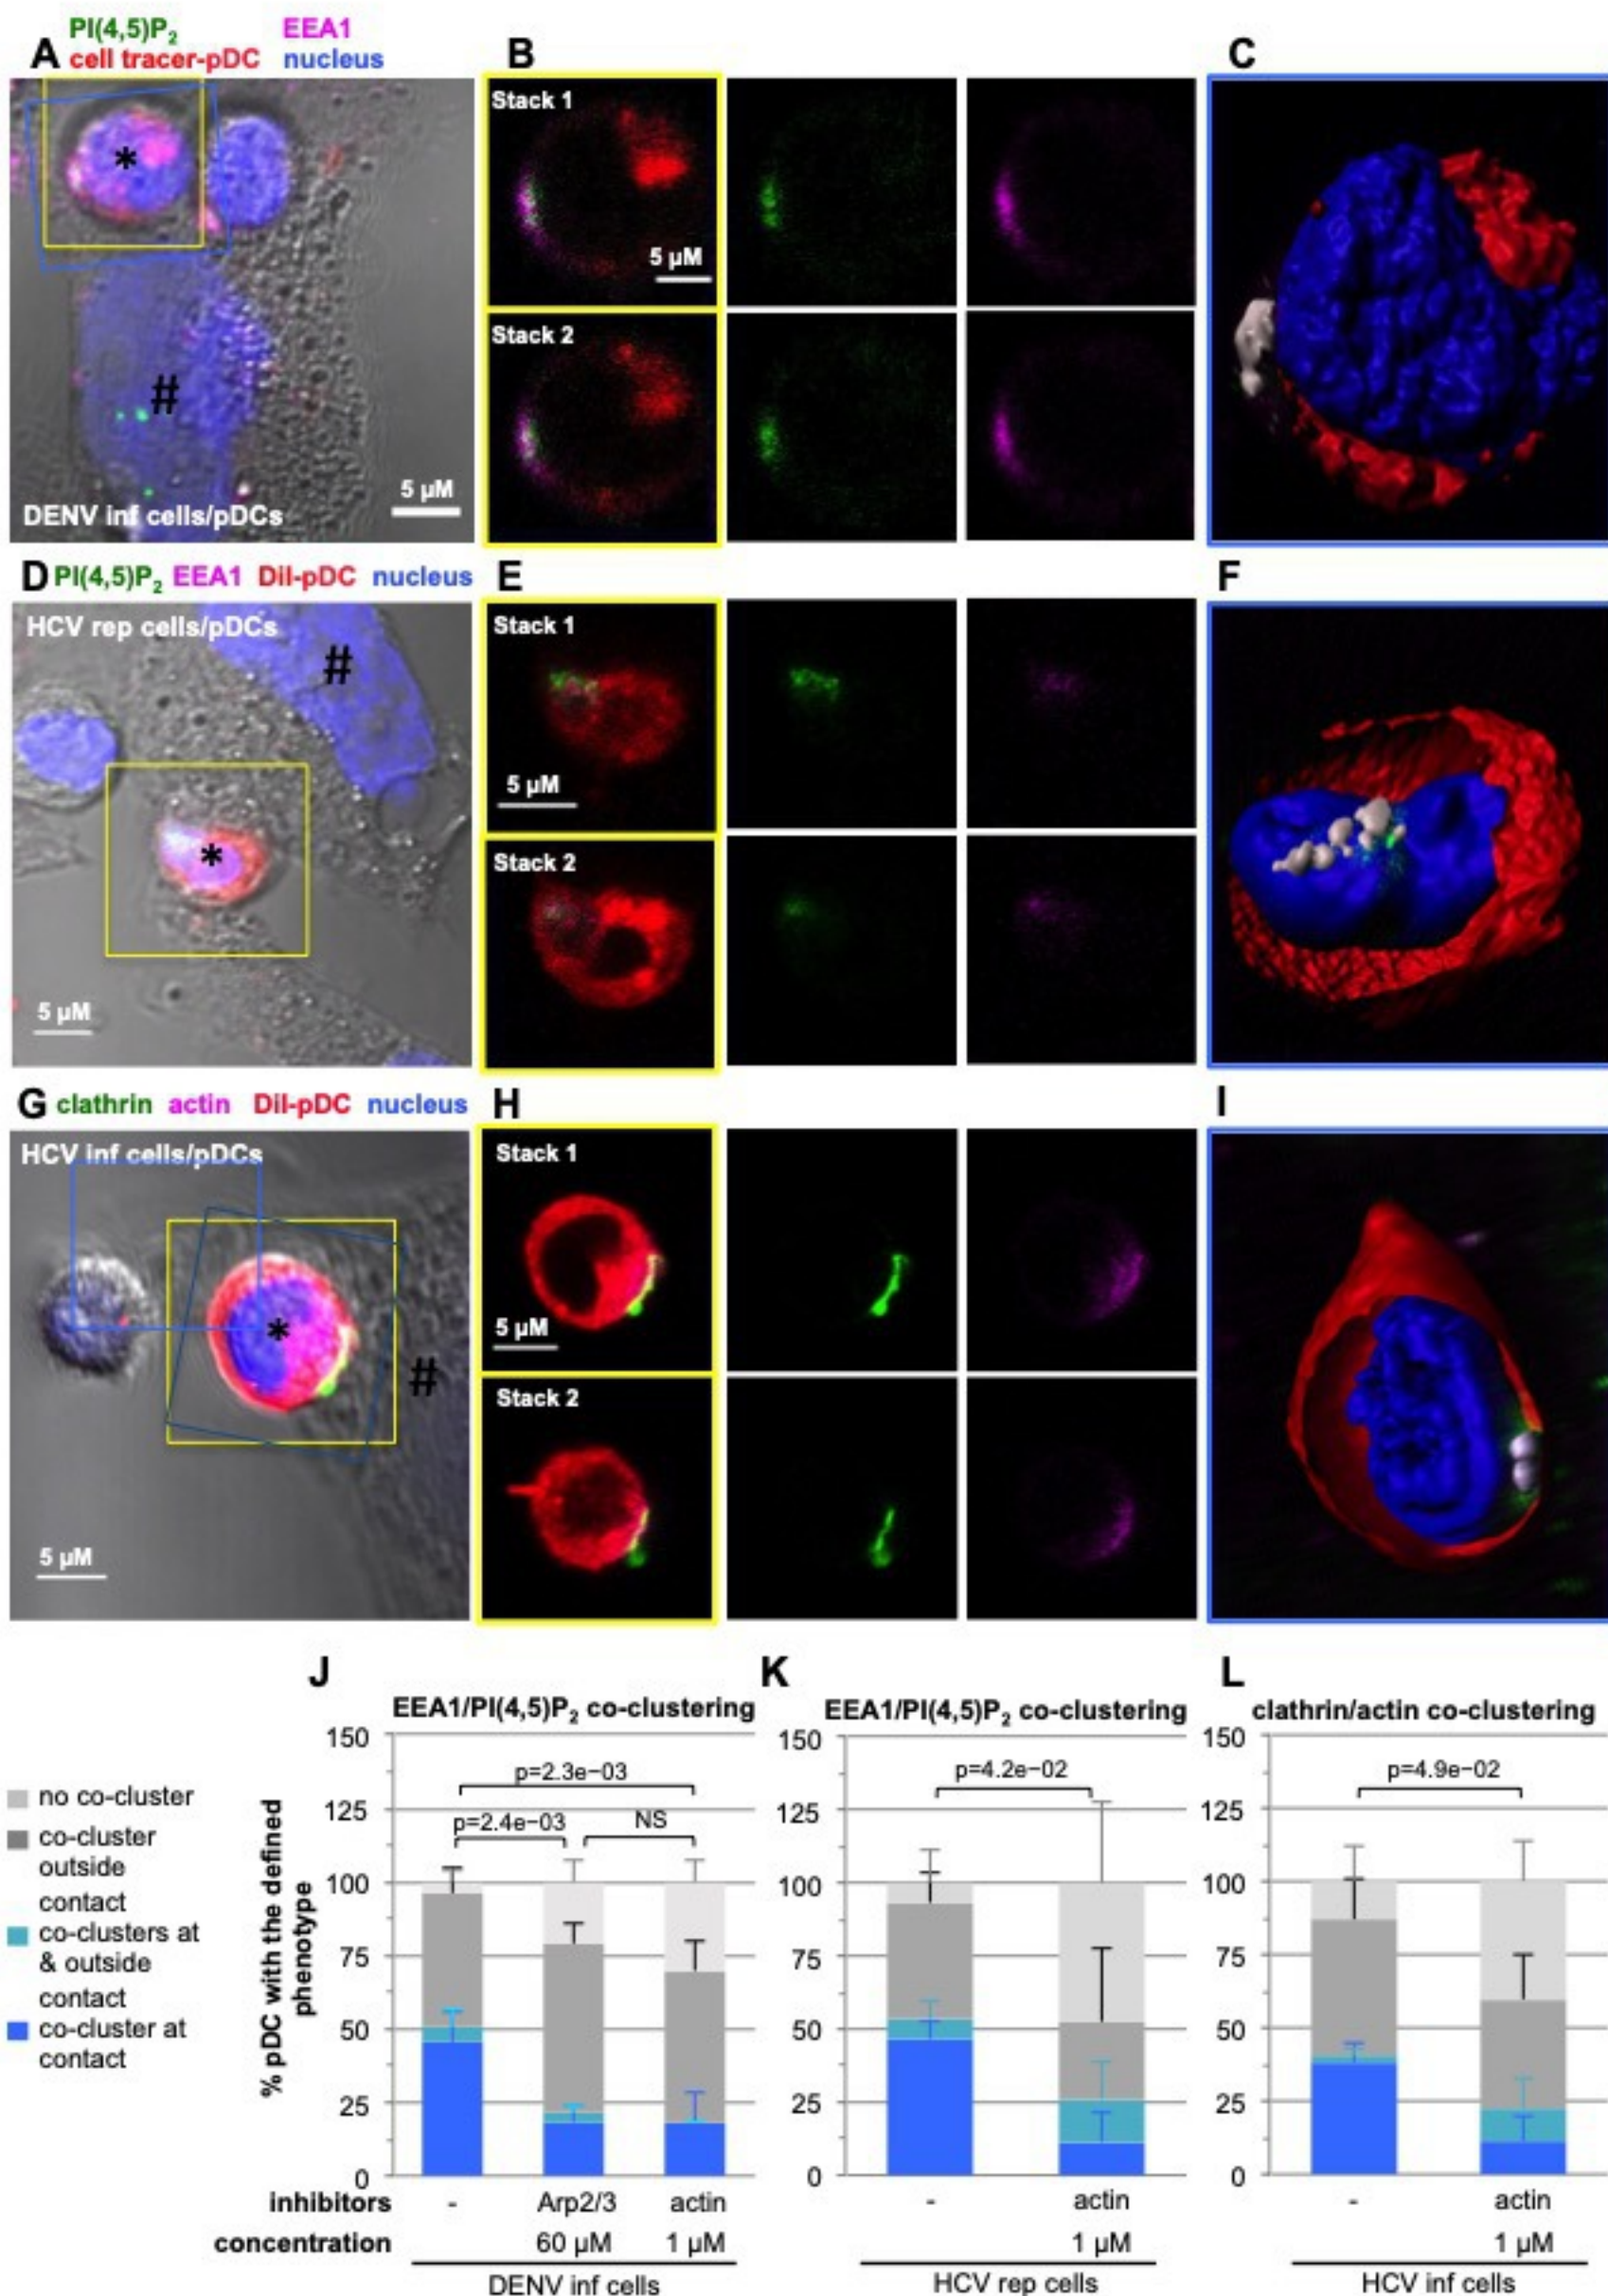 PI(4,5)P2 EEA1
A cell tracer-pDC nucleus B C
*
#
5 µM
DENV inf cells/pDCs
Stack 1
5 µM
Stack 2
D PI(4,5)P2 EEA1 DiI-pDC nucleus E F
HCV rep cells/pDCs
#
*
5 µM
Stack 1
5 µM
Stack 2
G clathrin actin DiI-pDC nucleus H I
HCV inf cells/pDCs
*
#
5 µM
Stack 1
5 µM
Stack 2
no co-cluster
co-cluster
outside
contact
co-clusters at
& outside
contact
co-cluster at
contact
J
EEA1/PI(4,5)P2 co-clustering
% pDC with the defined
phenotype
150
125
100
75
50
25
0
p=2.3e−03
p=2.4e−03 NS
inhibitors - Arp2/3 actin
concentration 60 µM 1 µM
DENV inf cells
K
EEA1/PI(4,5)P2 co-clustering
150
125
100
75
50
25
0
p=4.2e−02
- actin
1 µM
HCV rep cells
L
clathrin/actin co-clustering
150
125
100
75
50
25
0
p=4.9e−02
- actin
1 µM
HCV inf cells